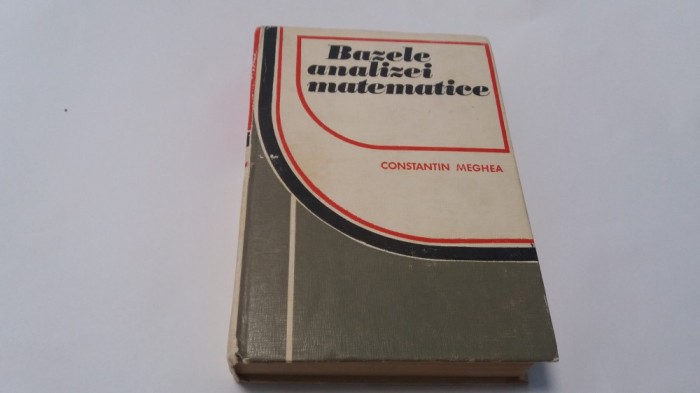 Bazele
analizei
matematice
CONSTANTIN MEGHEA